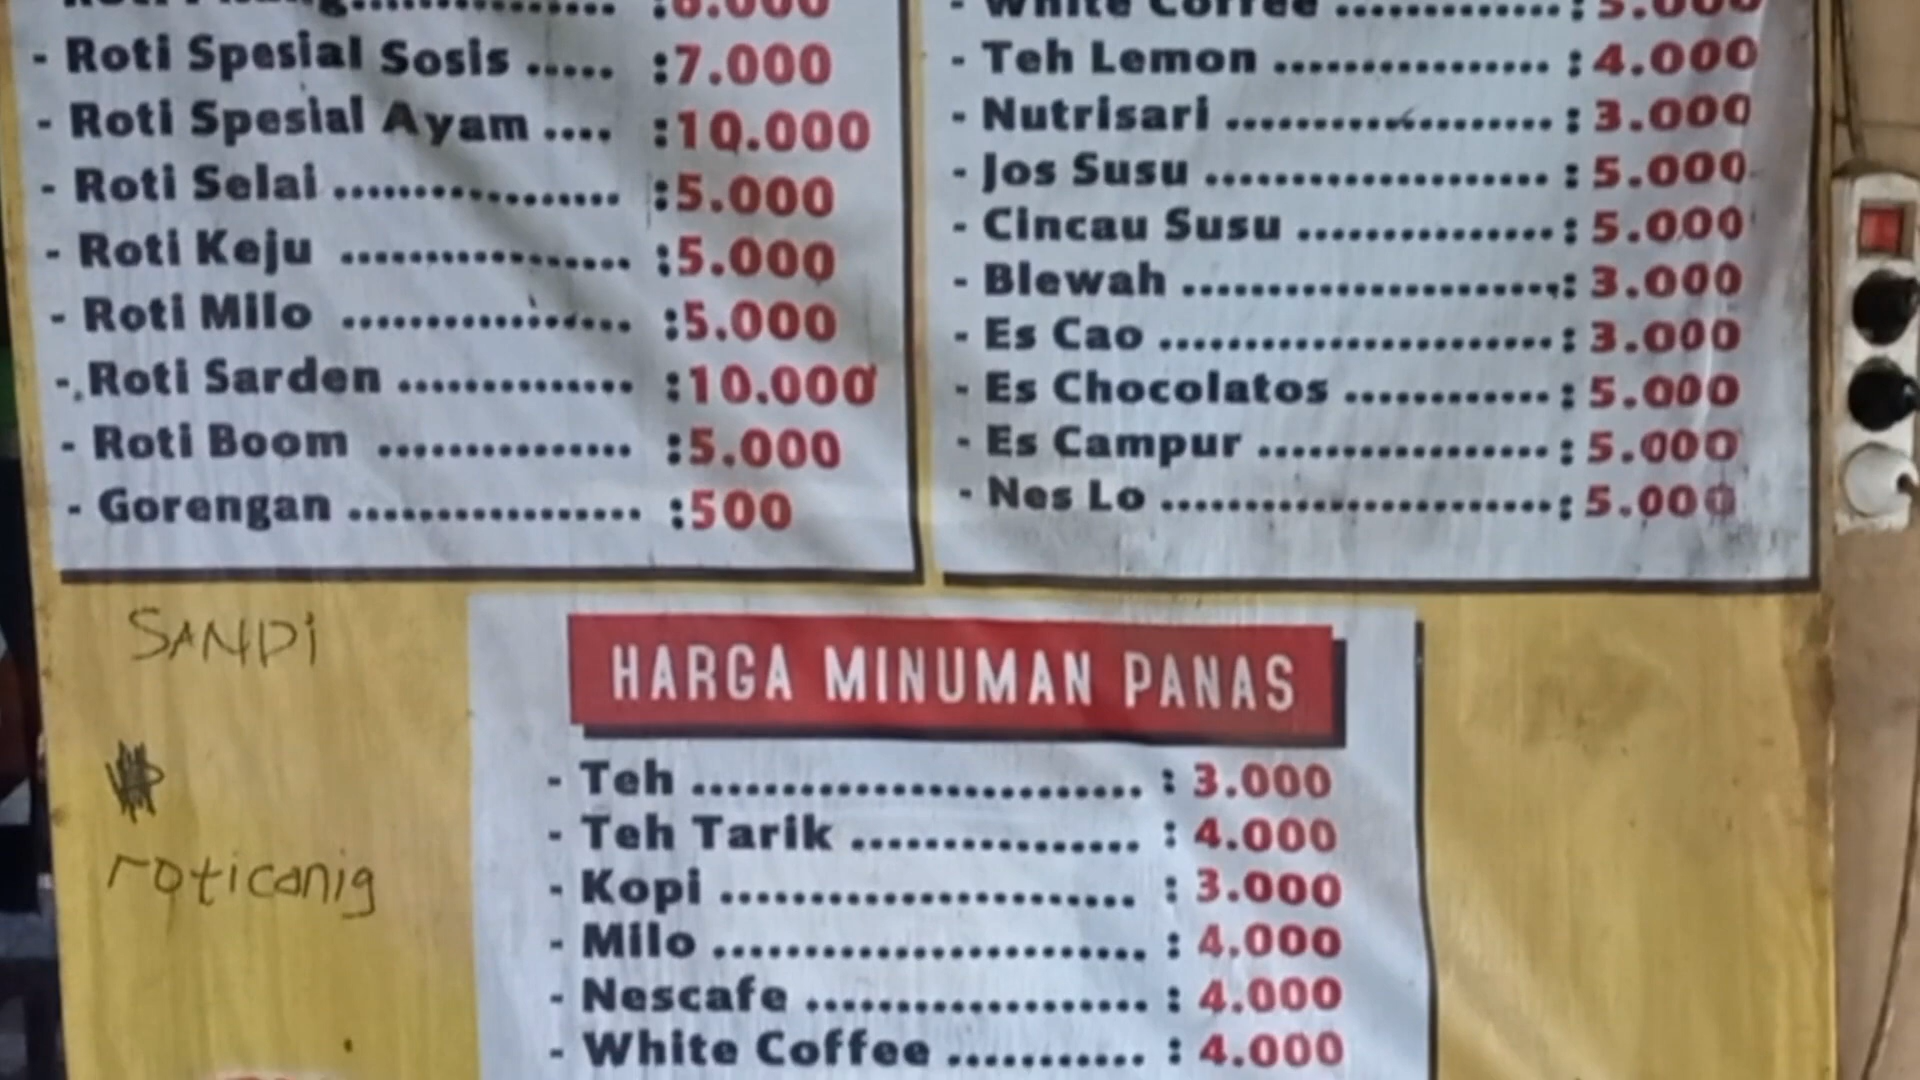 - Roti Spesial Sosis ..... :7.000
- Roti Spesial Ayam .... :10.000
- Roti Selai .................. :5.000
- Roti Keju .................. :5.000
- Roti Milo .................. :5.000
- Roti Sarden ............... :10.000
- Roti Boom ................ :5.000
- Gorengan .................. :500
- White Coffee ................ : 5.000
- Teh Lemon ................... : 4.000
- Nutrisari ...................... : 3.000
- Jos Susu ....................... : 5.000
- Cincau Susu .................. : 5.000
- Blewah ......................... : 3.000
- Es Cao .......................... : 3.000
- Es Chocolatos .............. : 5.000
- Es Campur .................... : 5.000
- Nes Lo .......................... : 5.000
SANDi
roticanig
HARGA MINUMAN PANAS
- Teh ............................ : 3.000
- Teh Tarik .................. : 4.000
- Kopi .......................... : 3.000
- Milo ........................... : 4.000
- Nescafe ..................... : 4.000
- White Coffee ............ : 4.000